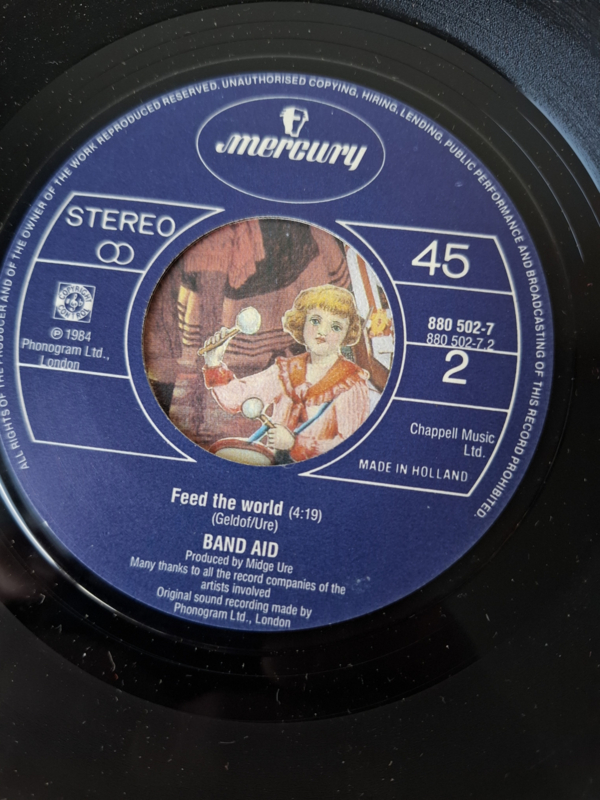 ALL RIGHTS OF THE PRODUCER AND OF THE OWNER OF THE WORK REPRODUCED RESERVED. UNAUTHORISED COPYING, HIRING, LENDING, PUBLIC PERFORMANCE AND BROADCASTING OF THIS RECORD PROHIBITED.
mercury
STEREO
℗ 1984
Phonogram Ltd.,
London
45
880 502-7
880 502-7.2
2
Chappell Music
Ltd.
MADE IN HOLLAND
Feed the world (4:19)
(Geldof/Ure)
BAND AID
Produced by Midge Ure
Many thanks to all the record companies of the
artists involved
Original sound recording made by
Phonogram Ltd., London